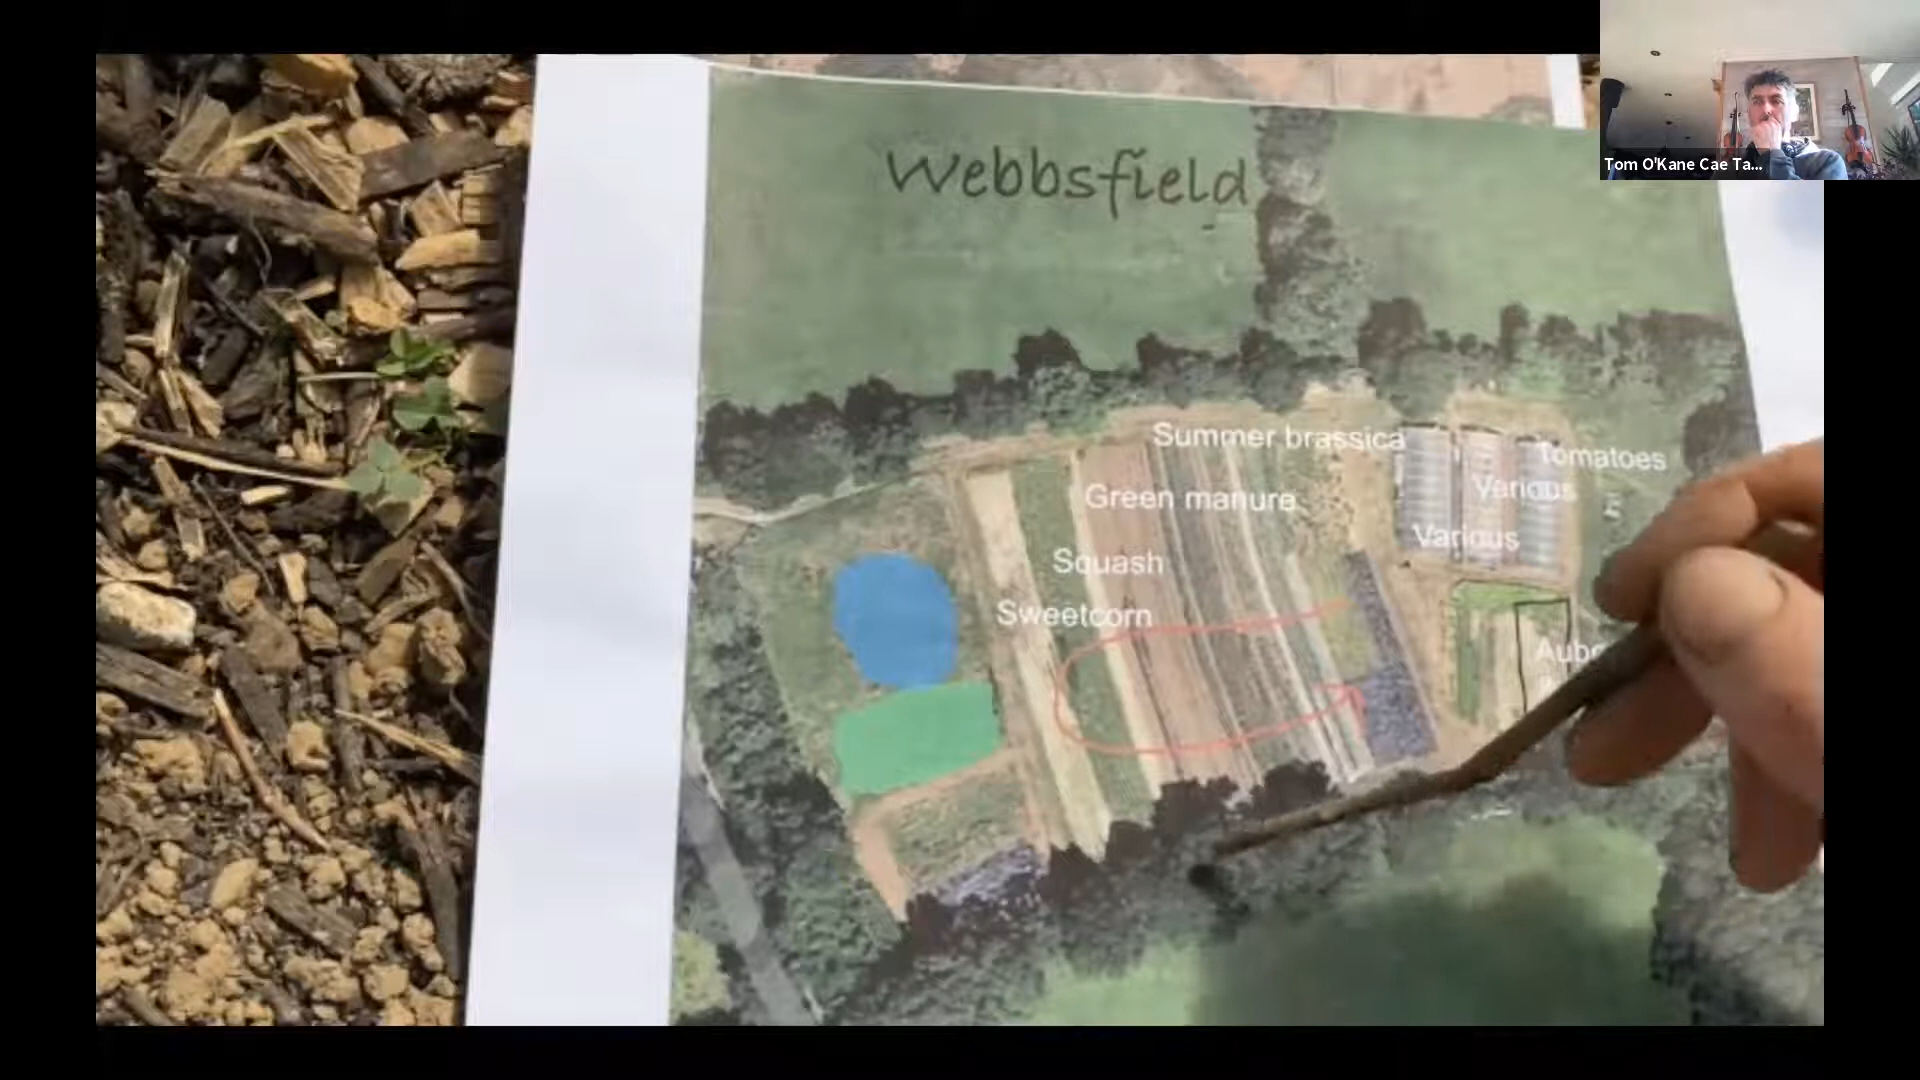 Tom O'Kane Cae Ta...
Webbsfield
Summer brassica
Tomatoes
Various
Green manure
Various
Squash
Sweetcorn